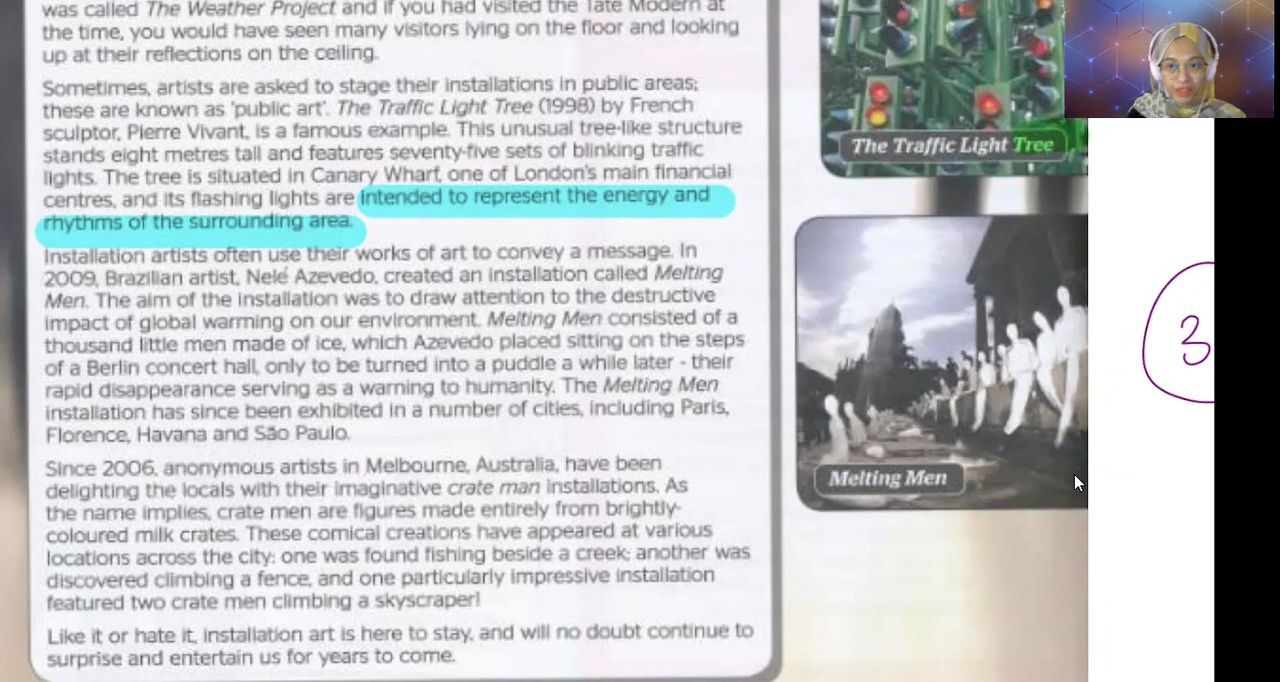 was called The Weather Project and if you had visited the Tate Modern at
the time, you would have seen many visitors lying on the floor and looking
up at their reflections on the ceiling.
Sometimes, artists are asked to stage their installations in public areas;
these are known as 'public art'. The Traffic Light Tree (1998) by French
sculptor, Pierre Vivant, is a famous example. This unusual tree-like structure
stands eight metres tall and features seventy-five sets of blinking traffic
lights. The tree is situated in Canary Wharf, one of London's main financial
centres, and its flashing lights are intended to represent the energy and
rhythms of the surrounding area.
Installation artists often use their works of art to convey a message. In
2009, Brazilian artist, Nelé Azevedo, created an installation called Melting
Men. The aim of the installation was to draw attention to the destructive
impact of global warming on our environment. Melting Men consisted of a
thousand little men made of ice, which Azevedo placed sitting on the steps
of a Berlin concert hall, only to be turned into a puddle a while later - their
rapid disappearance serving as a warning to humanity. The Melting Men
installation has since been exhibited in a number of cities, including Paris,
Florence, Havana and São Paulo.
Since 2006, anonymous artists in Melbourne, Australia, have been
delighting the locals with their imaginative crate man installations. As
the name implies, crate men are figures made entirely from brightly-
coloured milk crates. These comical creations have appeared at various
locations across the city: one was found fishing beside a creek; another was
discovered climbing a fence, and one particularly impressive installation
featured two crate men climbing a skyscraper!
Like it or hate it, installation art is here to stay, and will no doubt continue to
surprise and entertain us for years to come.
The Traffic Light Tree
Melting Men
3